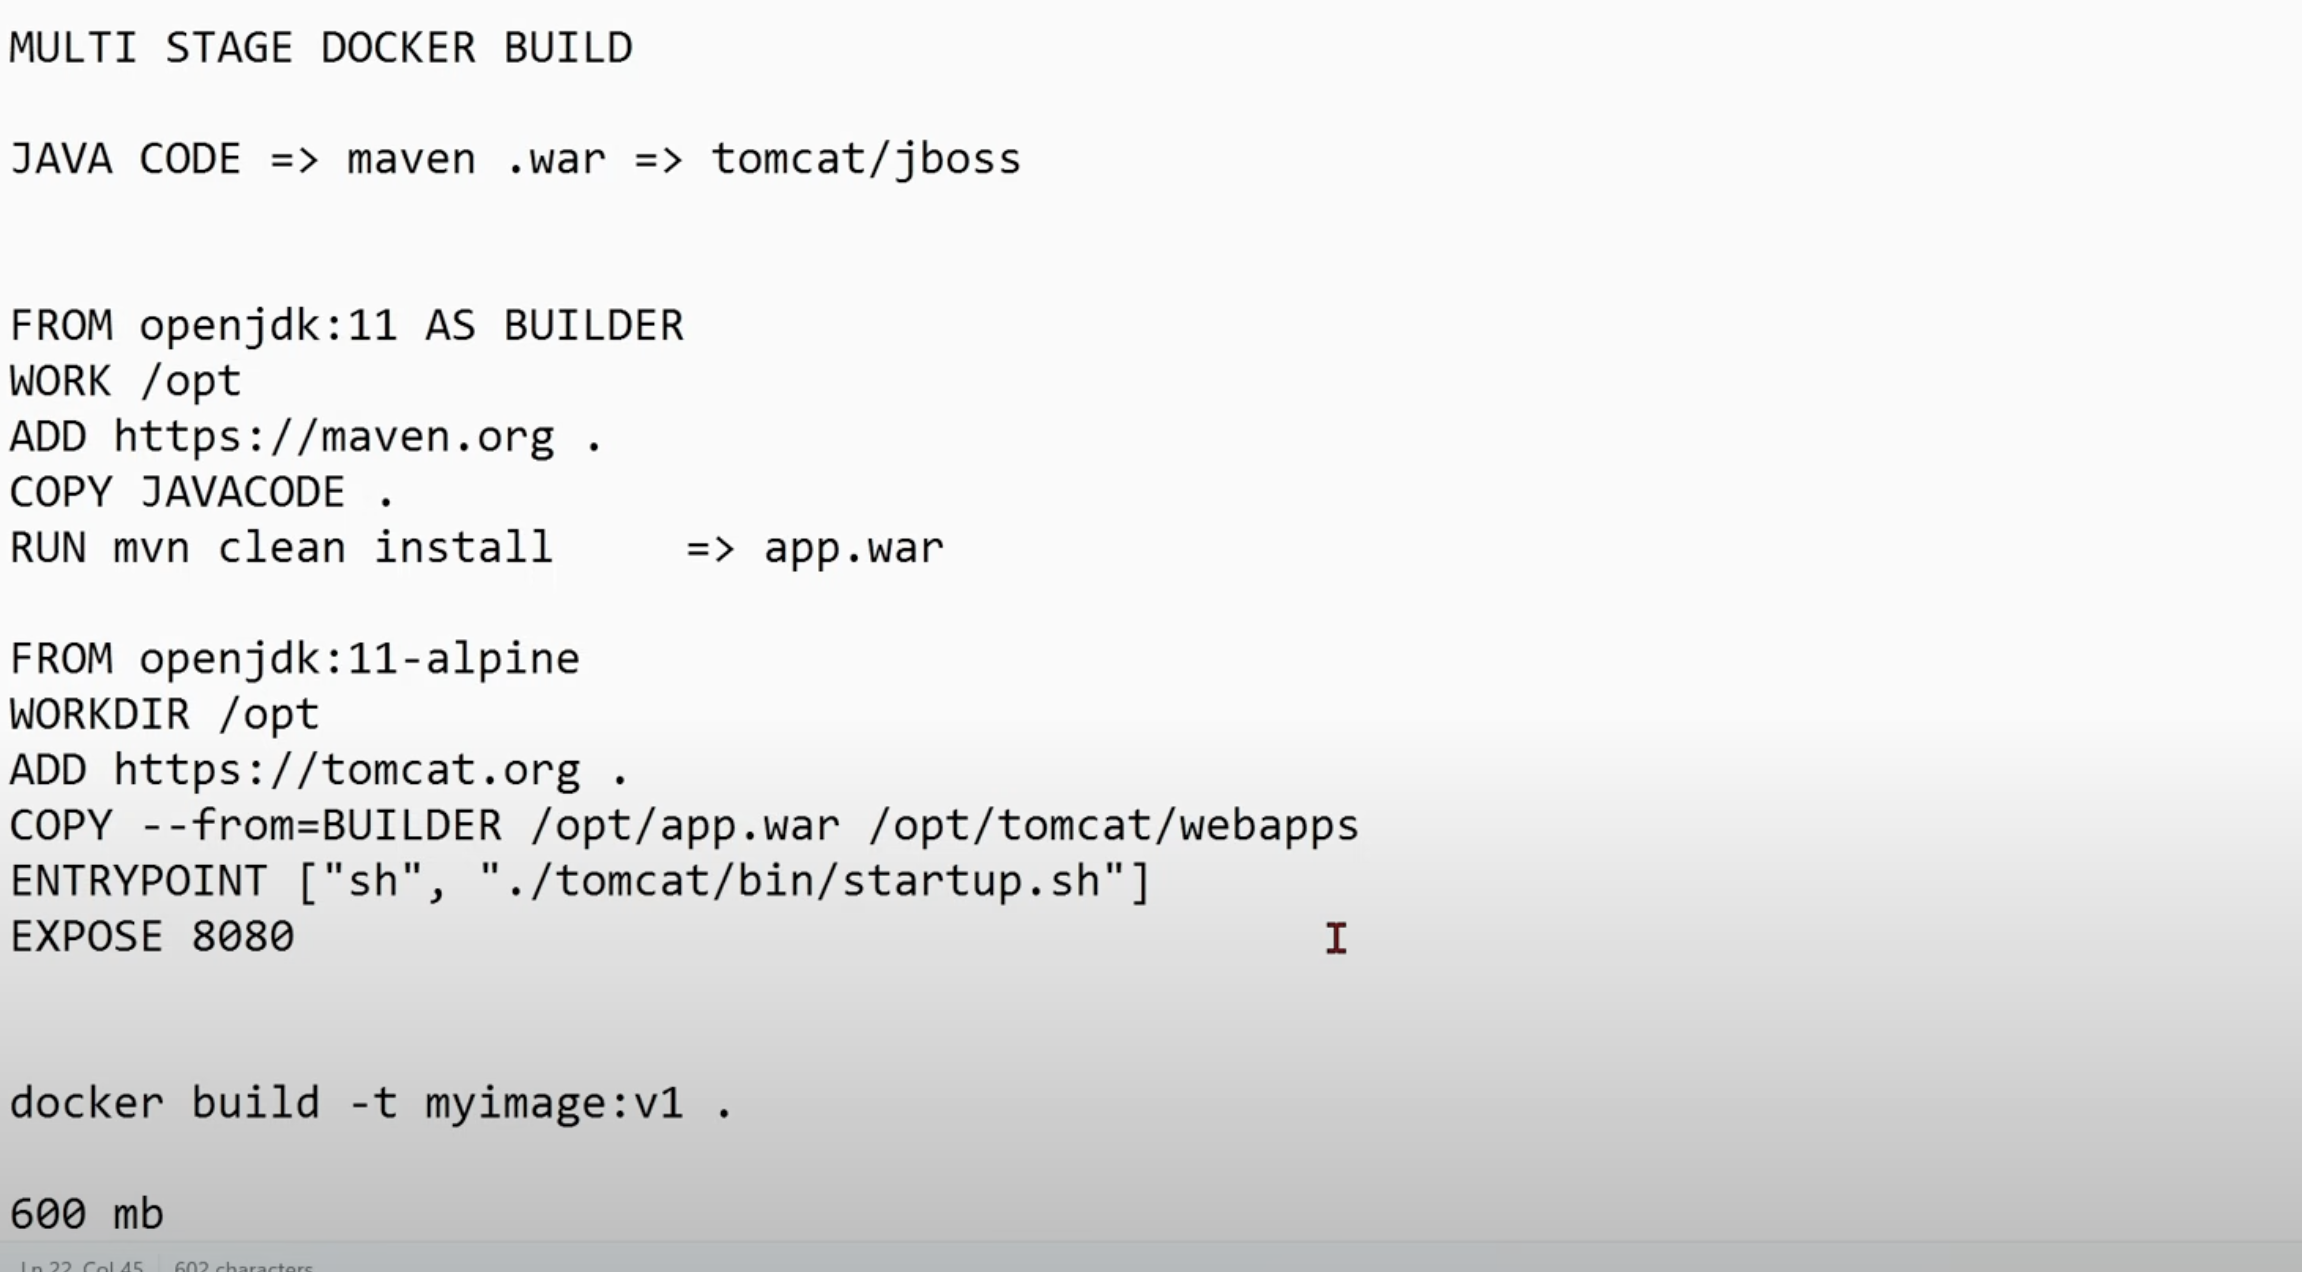 MULTI STAGE DOCKER BUILD
JAVA CODE => maven .war => tomcat/jboss
FROM openjdk:11 AS BUILDER
WORK /opt
ADD https://maven.org .
COPY JAVACODE .
RUN mvn clean install => app.war
FROM openjdk:11-alpine
WORKDIR /opt
ADD https://tomcat.org .
COPY --from=BUILDER /opt/app.war /opt/tomcat/webapps
ENTRYPOINT ["sh", "./tomcat/bin/startup.sh"]
EXPOSE 8080
docker build -t myimage:v1 .
600 mb
Ln 22, Col 45 602 characters